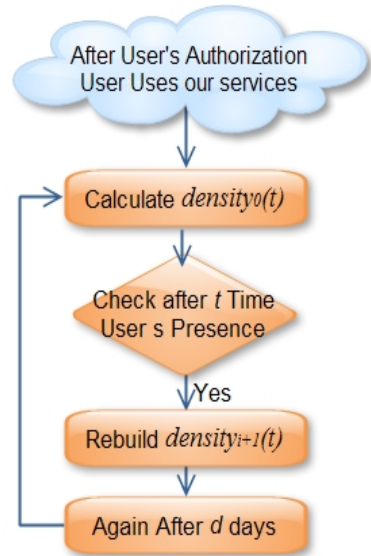 After User's Authorization
User Uses our services
Calculate density₀(t)
Check after t Time
User s Presence
Yes
Rebuild densityᵢ₊₁(t)
Again After d days